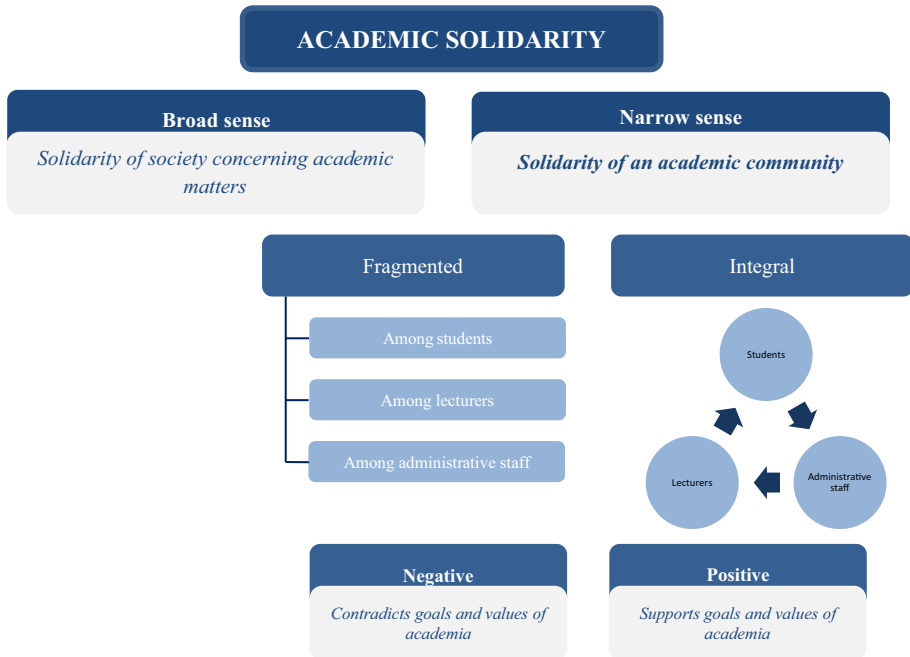 ACADEMIC SOLIDARITY
Broad sense
Solidarity of society concerning academic
matters
Narrow sense
Solidarity of an academic community
Fragmented
Among students
Among lecturers
Among administrative staff
Integral
Students
Administrative
staff
Lecturers
Negative
Contradicts goals and values of
academia
Positive
Supports goals and values of
academia